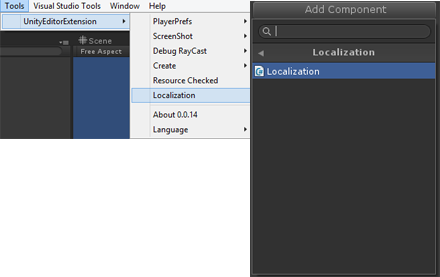 Tools Visual Studio Tools Window Help
UnityEditorExtension
Scene
Free Aspect
PlayerPrefs
ScreenShot
Debug RayCast
Create
Resource Checked
Localization
About 0.0.14
Language
Add Component
Localization
Localization